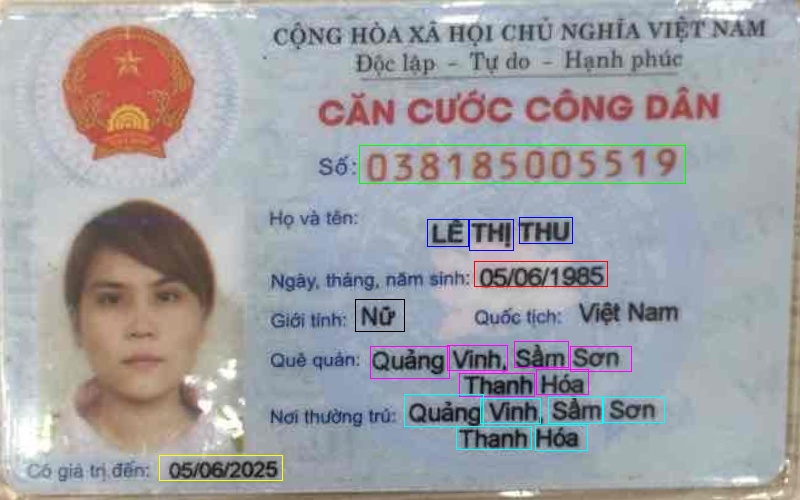 CỘNG HÒA XÃ HỘI CHỦ NGHĨA VIỆT NAM
Độc lập - Tự do - Hạnh phúc
CĂN CƯỚC CÔNG DÂN
Số: 038185005519
Họ và tên:
LÊ THỊ THU
Ngày, tháng, năm sinh: 05/06/1985
Giới tính: Nữ Quốc tịch: Việt Nam
Quê quán: Quảng Vinh, Sầm Sơn
Thanh Hóa
Nơi thường trú: Quảng Vinh, Sầm Sơn
Thanh Hóa
Có giá trị đến: 05/06/2025